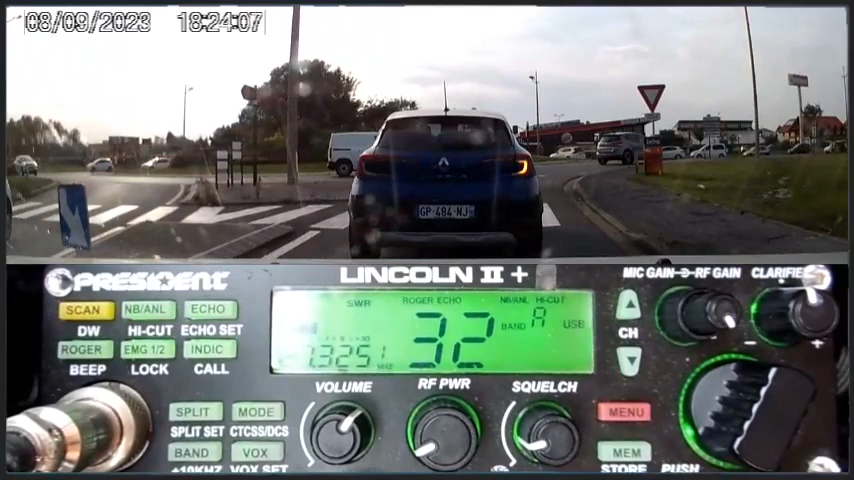 08/09/2023 18:24:07
GP-484-NJ
PRESIDENT
LINCOLN II +
MIC GAIN RF GAIN CLARIFIE
SCAN NB/ANL ECHO
DW HI-CUT ECHO SET
ROGER EMG 1/2 INDIC
BEEP LOCK CALL
SWR ROGER ECHO NB/ANL HI-CUT
32 BAND A USB
MHz
CH
VOLUME RF PWR SQUELCH
SPLIT MODE
SPLIT SET CTCSS/DCS
BAND VOX
+10KHZ VOX SET
MENU
MEM
STORE PUSH
- +